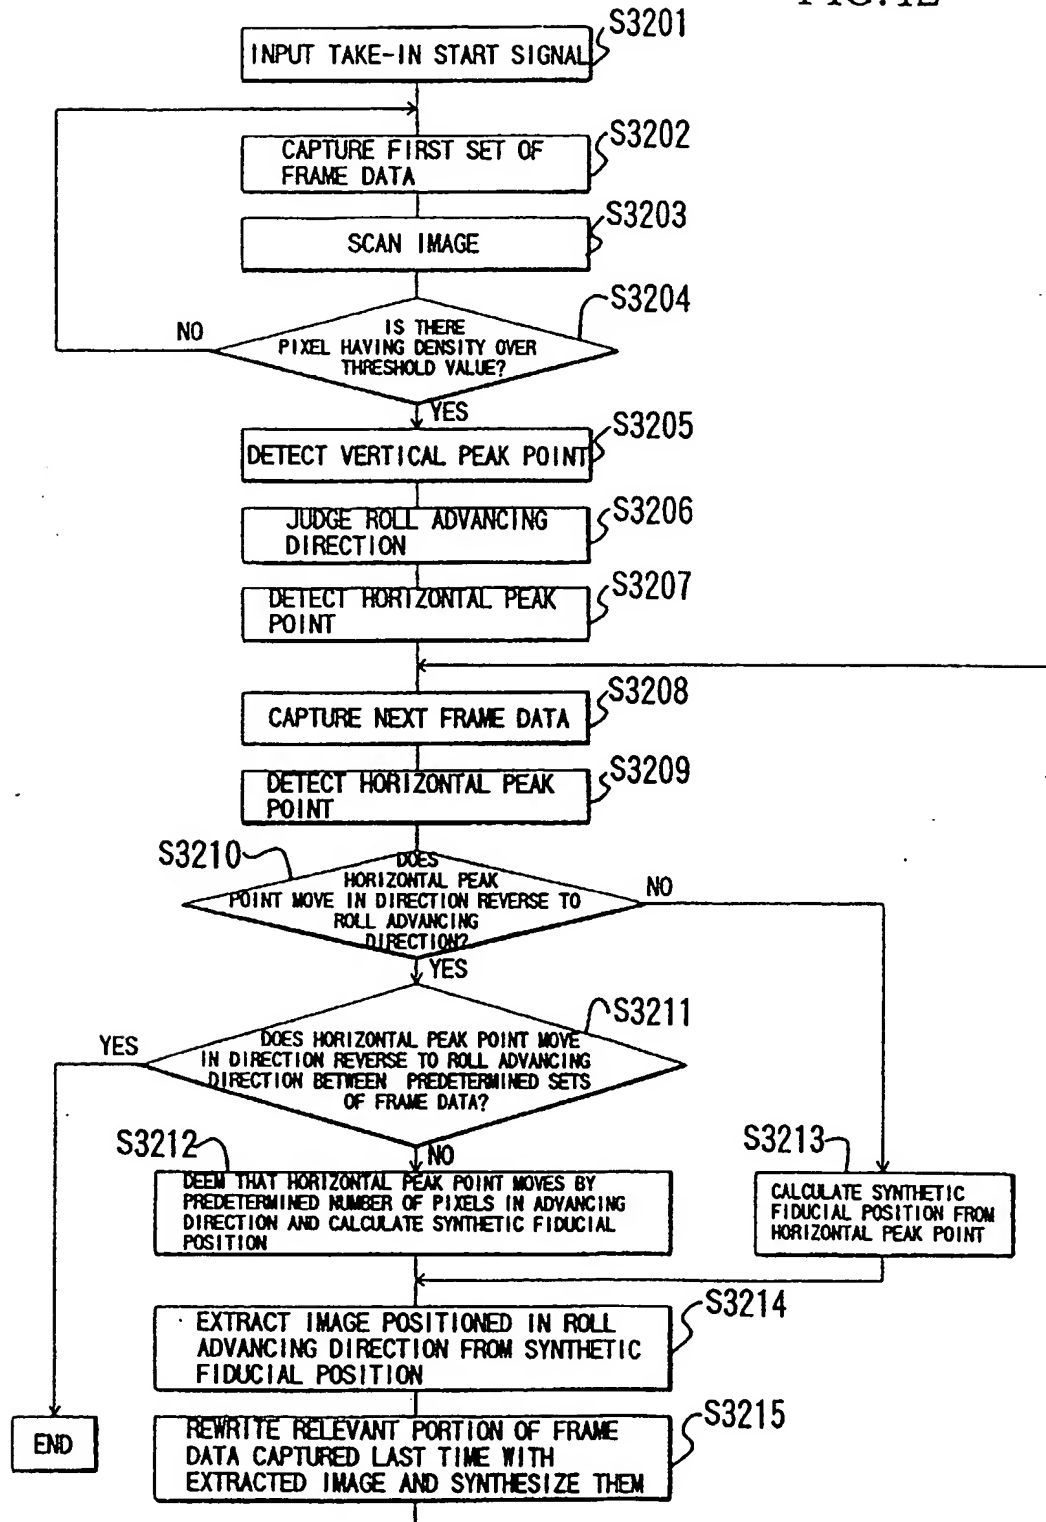 S3201
INPUT TAKE-IN START SIGNAL
S3202
CAPTURE FIRST SET OF
FRAME DATA
S3203
SCAN IMAGE
S3204
NO
IS THERE
PIXEL HAVING DENSITY OVER
THRESHOLD VALUE?
YES
S3205
DETECT VERTICAL PEAK POINT
S3206
JUDGE ROLL ADVANCING
DIRECTION
S3207
DETECT HORIZONTAL PEAK
POINT
S3208
CAPTURE NEXT FRAME DATA
S3209
DETECT HORIZONTAL PEAK
POINT
S3210
DOES
HORIZONTAL PEAK
POINT MOVE IN DIRECTION REVERSE TO
ROLL ADVANCING
DIRECTION?
NO
YES
S3211
YES
DOES HORIZONTAL PEAK POINT MOVE
IN DIRECTION REVERSE TO ROLL ADVANCING
DIRECTION BETWEEN PREDETERMINED SETS
OF FRAME DATA?
NO
S3212
DEEM THAT HORIZONTAL PEAK POINT MOVES BY
PREDETERMINED NUMBER OF PIXELS IN ADVANCING
DIRECTION AND CALCULATE SYNTHETIC FIDUCIAL
POSITION
S3213
CALCULATE SYNTHETIC
FIDUCIAL POSITION FROM
HORIZONTAL PEAK POINT
S3214
EXTRACT IMAGE POSITIONED IN ROLL
ADVANCING DIRECTION FROM SYNTHETIC
FIDUCIAL POSITION
S3215
REWRITE RELEVANT PORTION OF FRAME
DATA CAPTURED LAST TIME WITH
EXTRACTED IMAGE AND SYNTHESIZE THEM
END